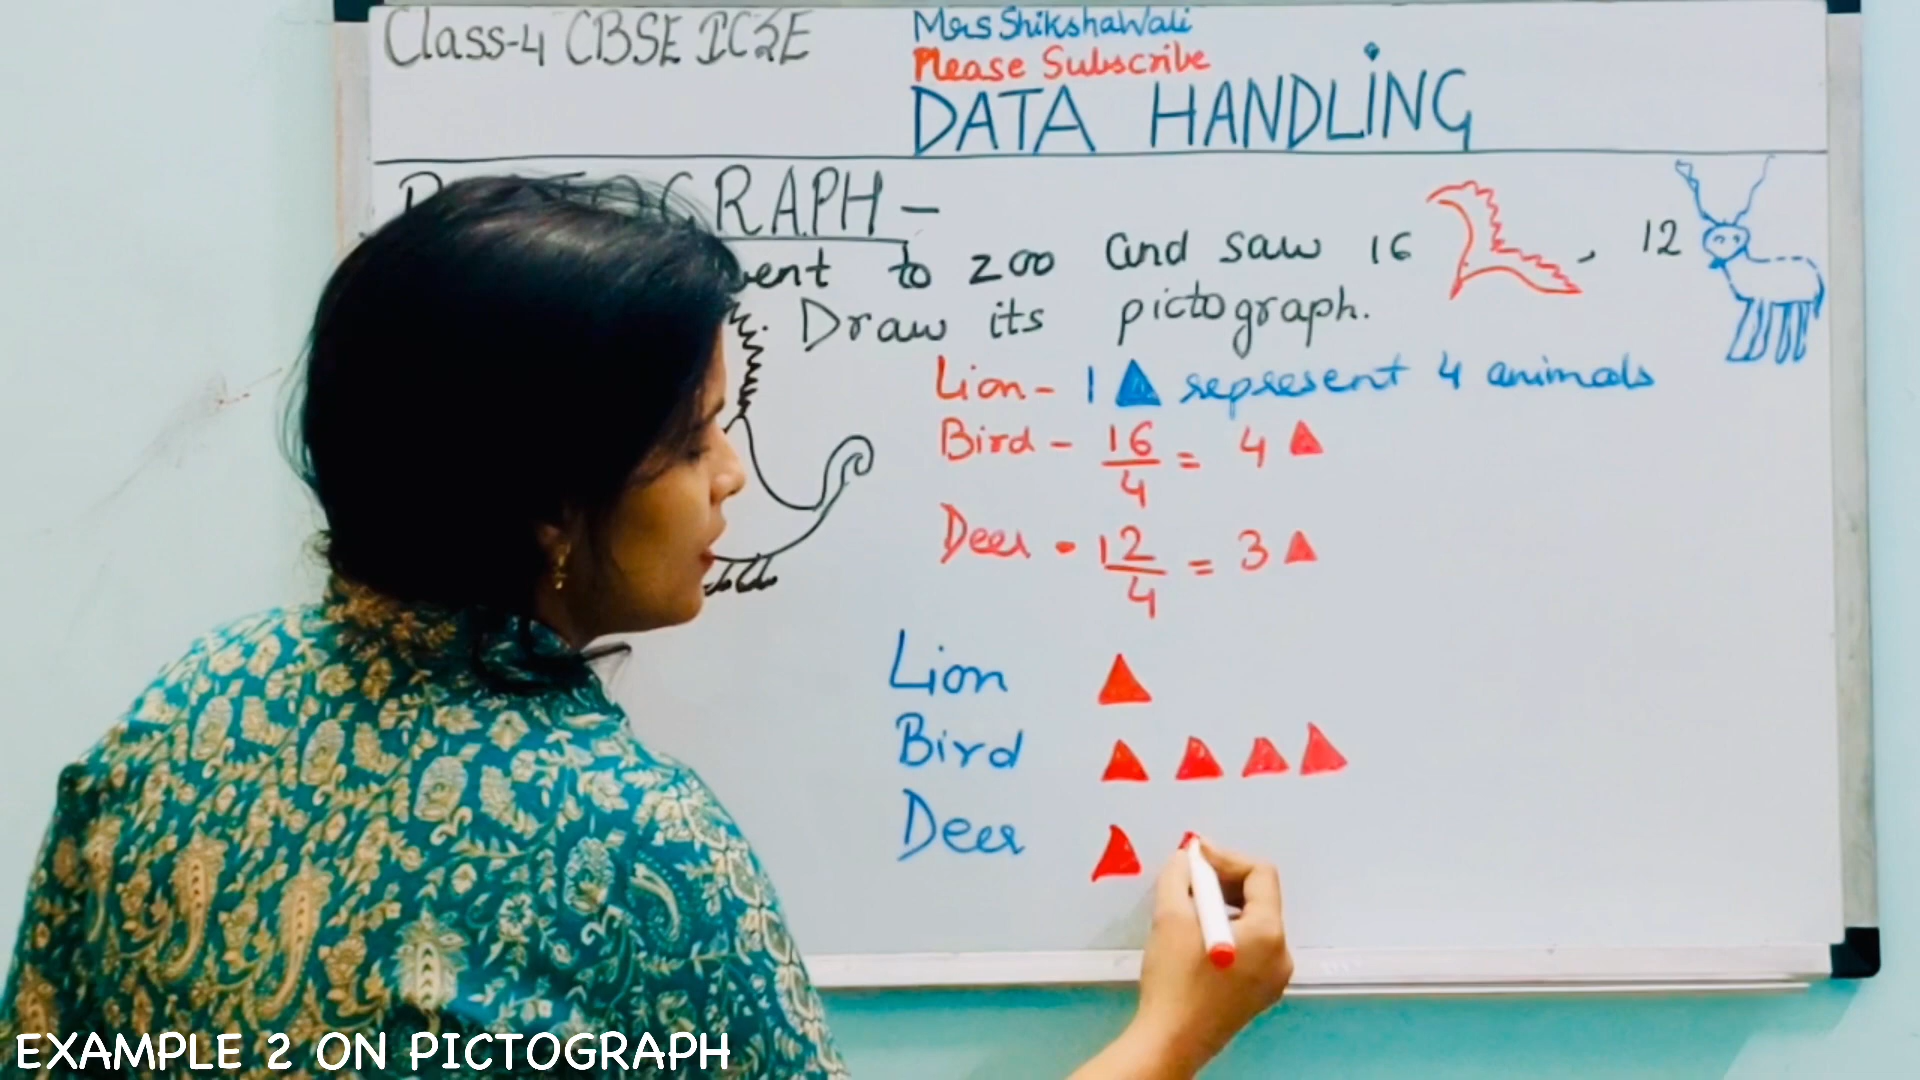 Class-4 CBSE ICSE
Mrs ShikshaWali
Please Subscribe
DATA HANDLING
GRAPH -
went to zoo and saw 16 , 12
. Draw its pictograph.
Lion - 1 ▲ represent 4 animals
Bird - 16/4 = 4 ▲
Deer - 12/4 = 3 ▲
Lion ▲
Bird ▲ ▲ ▲ ▲
Deer ▲
EXAMPLE 2 ON PICTOGRAPH